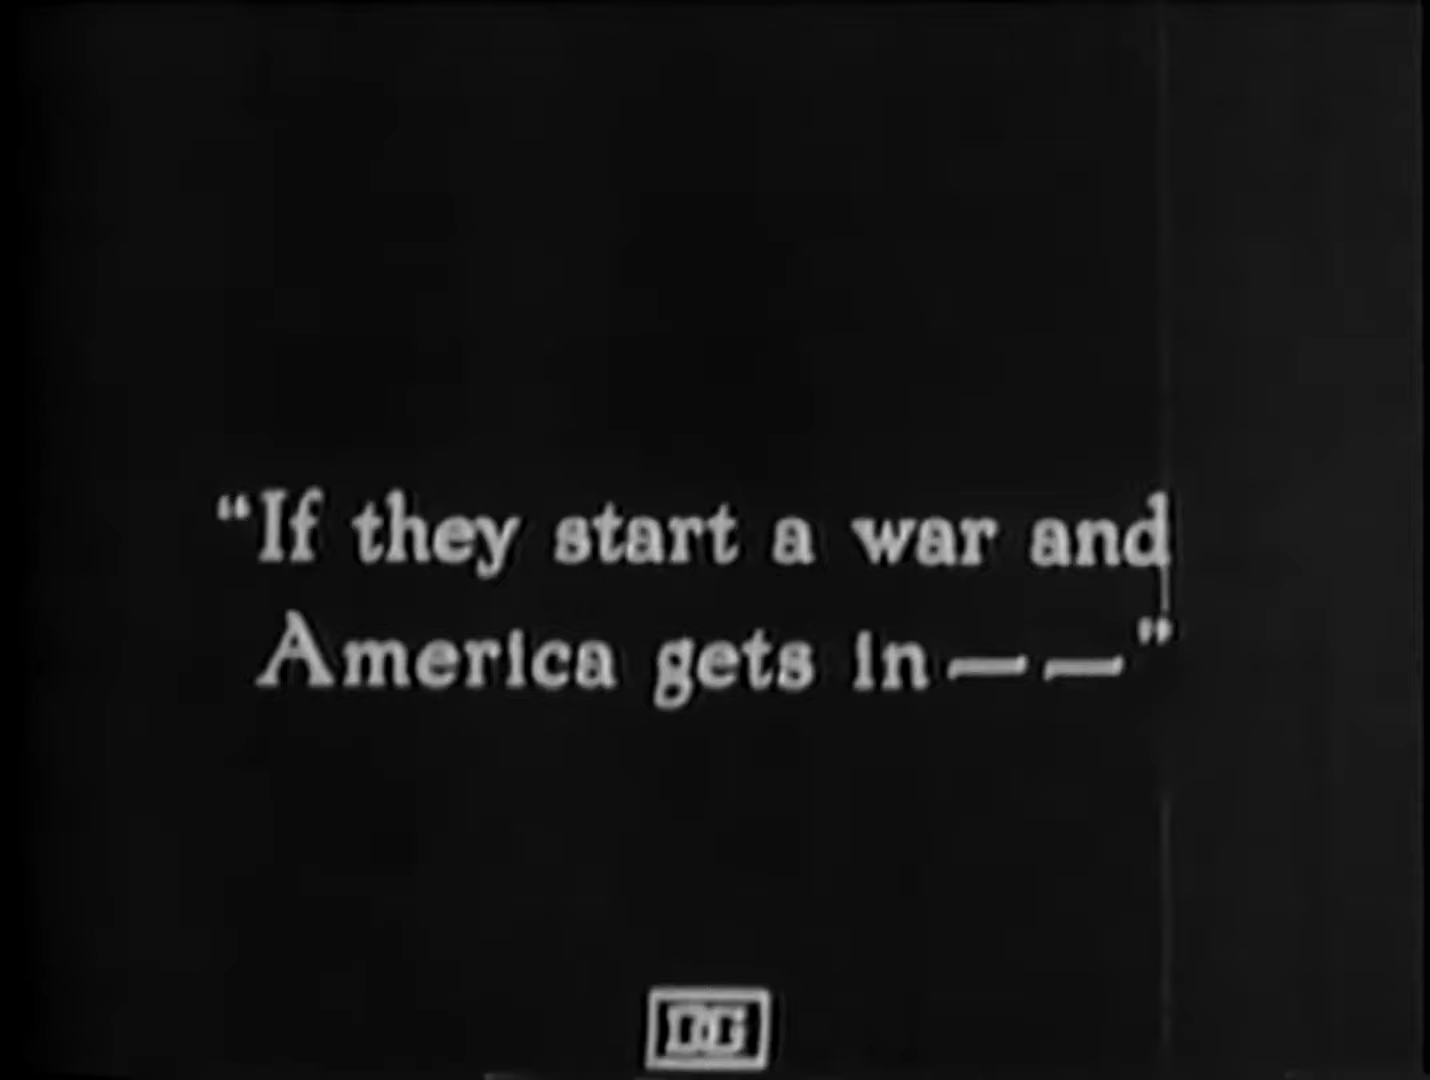 “If they start a war and
America gets in — —”
DG